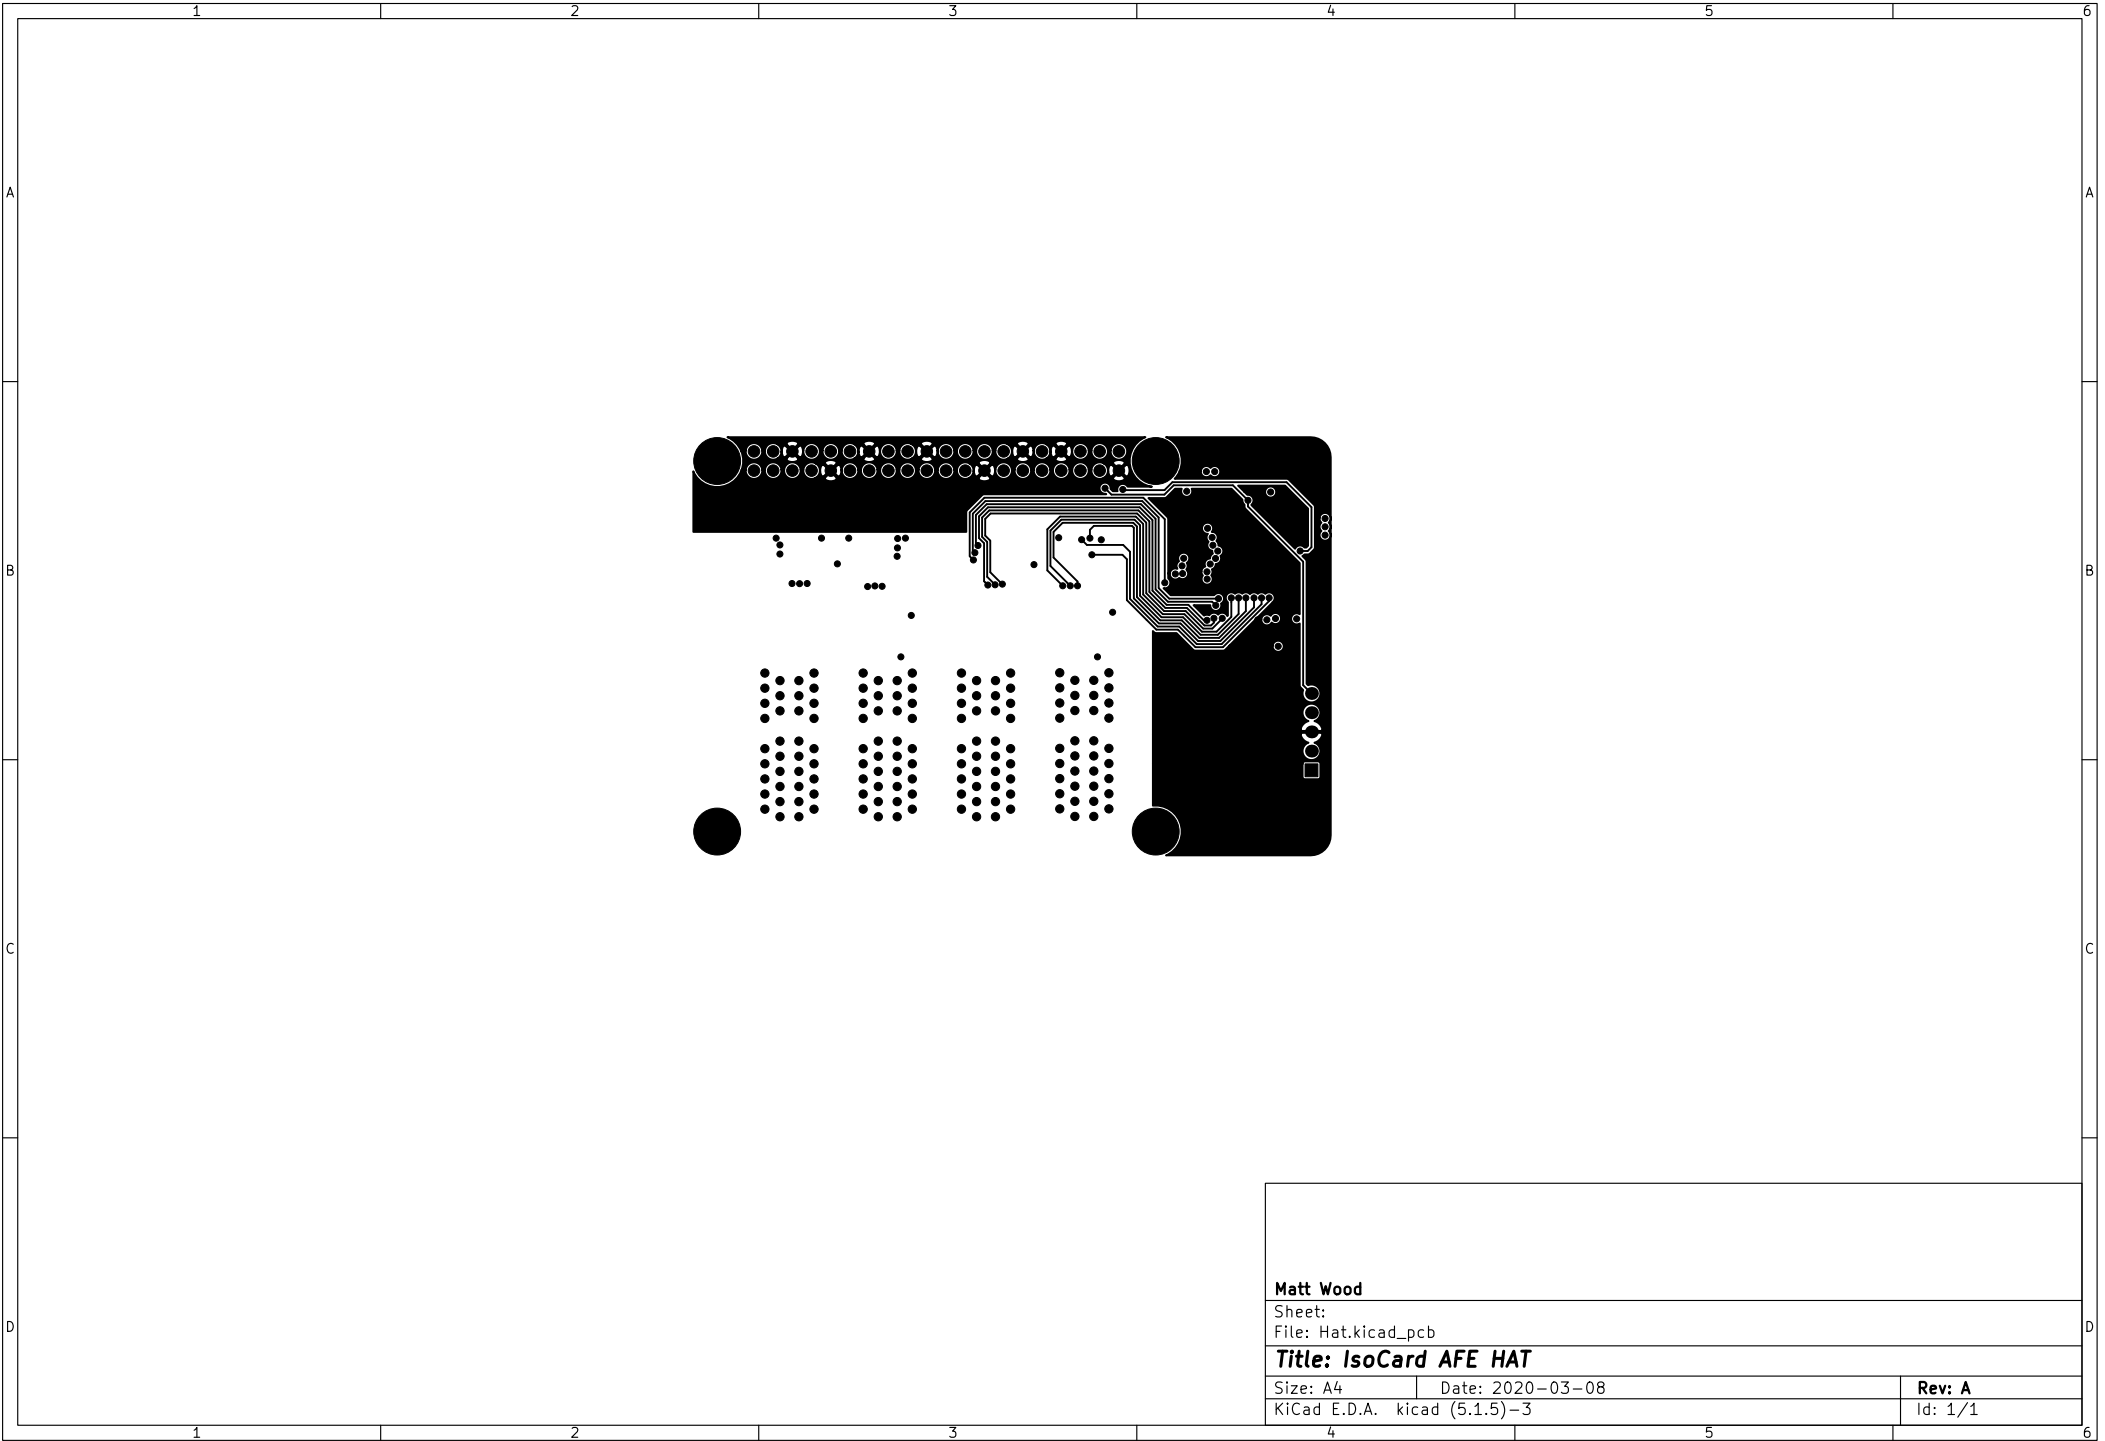 1 2 3 4 5 6
A A
B B
C C
Matt Wood
Sheet:
File: Hat.kicad_pcb
D D
Title: IsoCard AFE HAT
Size: A4 Date: 2020-03-08 Rev: A
KiCad E.D.A. kicad (5.1.5)-3 Id: 1/1
1 2 3 4 5 6